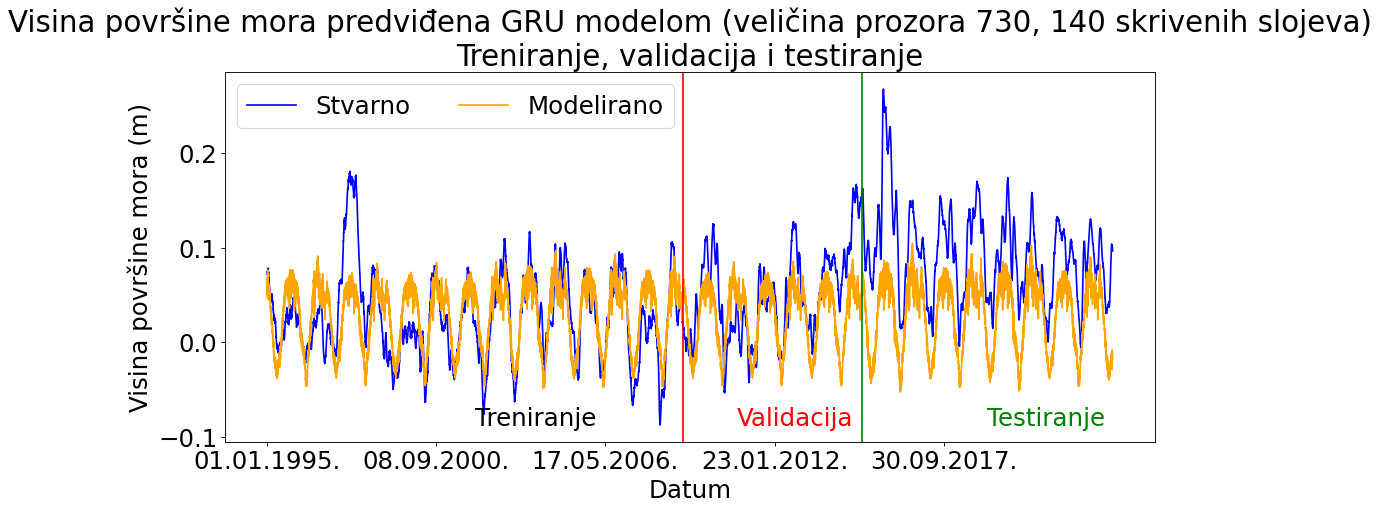 Visina površine mora predviđena GRU modelom (veličina prozora 730, 140 skrivenih slojeva)
Treniranje, validacija i testiranje
Stvarno
Modelirano
Visina površine mora (m)
0.2
0.1
0.0
−0.1
Treniranje
Validacija
Testiranje
01.01.1995.
08.09.2000.
17.05.2006.
23.01.2012.
30.09.2017.
Datum